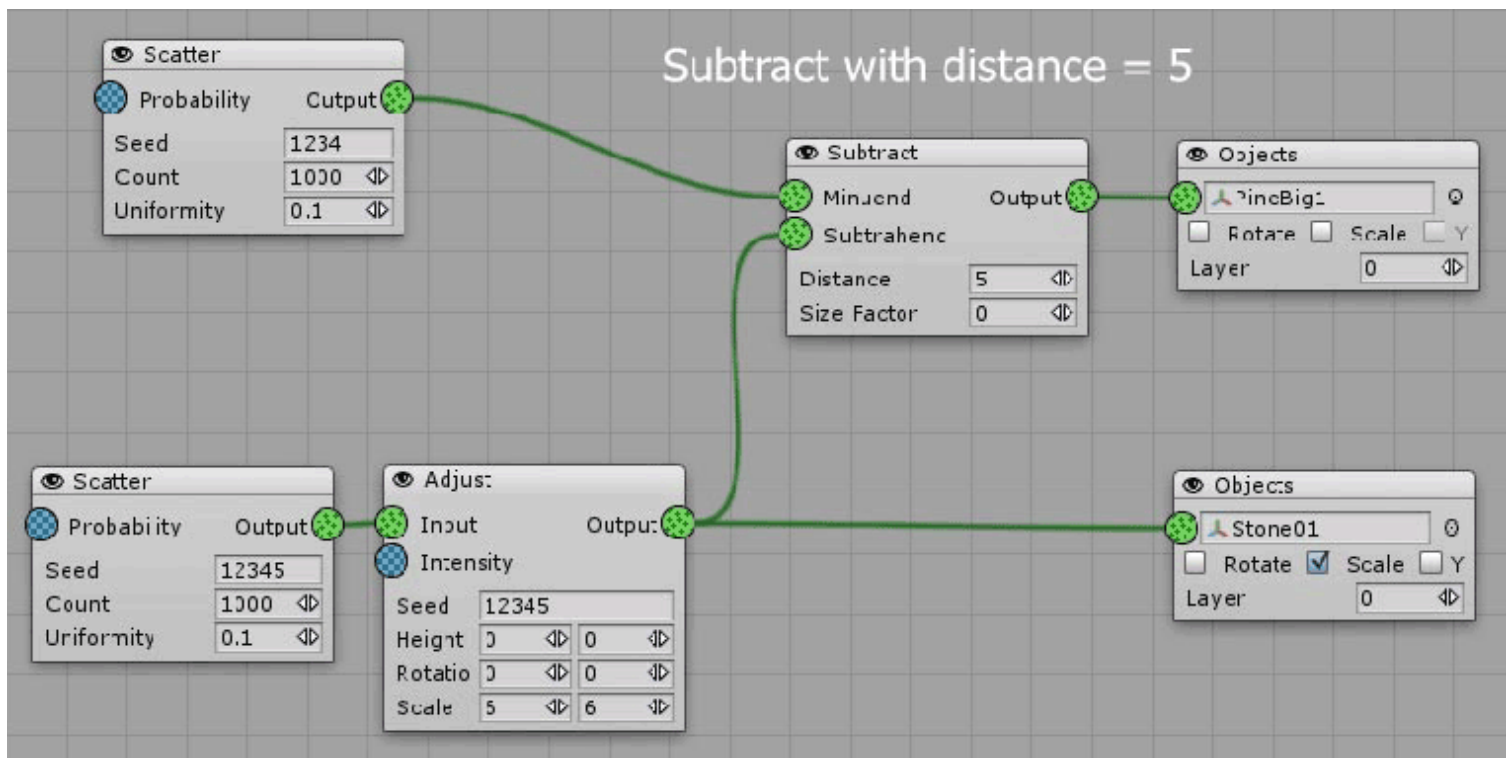 Subtract with distance = 5
Scatter
Probability Output
Seed 1234
Count 1000
Uniformity 0.1
Subtract
Minuend Output
Subtrahend
Distance 5
Size Factor 0
Objects
PineBig1
Rotate Scale Y
Layer 0
Scatter
Probability Output
Seed 12345
Count 1000
Uniformity 0.1
Adjust
Input Output
Intensity
Seed 12345
Height 0 0
Rotatio 0 0
Scale 5 6
Objects
Stone01
Rotate Scale Y
Layer 0